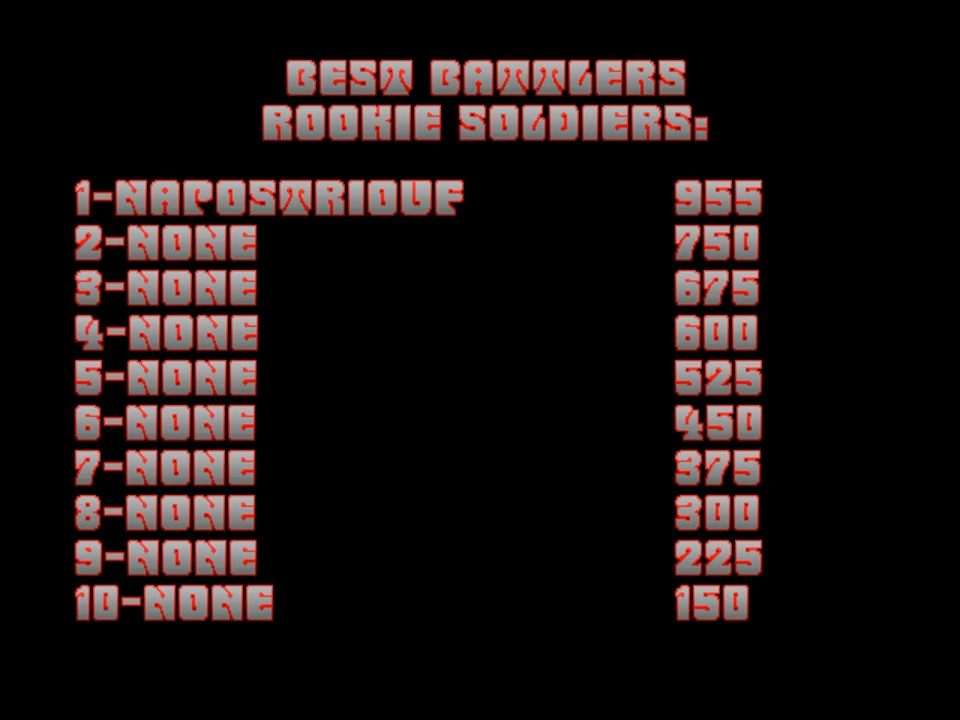 BEST BATTLERS
ROOKIE SOLDIERS:
1-NAPOSTRIOUF 955
2-NONE 750
3-NONE 675
4-NONE 600
5-NONE 525
6-NONE 450
7-NONE 375
8-NONE 300
9-NONE 225
10-NONE 150